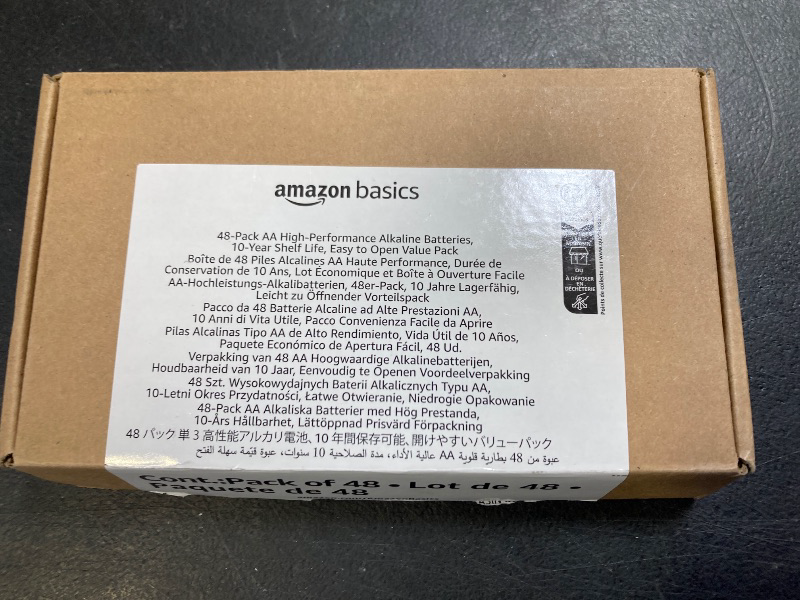 amazon basics
48-Pack AA High-Performance Alkaline Batteries,
10-Year Shelf Life, Easy to Open Value Pack
Boîte de 48 Piles Alcalines AA Haute Performance, Durée de
Conservation de 10 Ans, Lot Économique et Boîte à Ouverture Facile
AA-Hochleistungs-Alkalibatterien, 48er-Pack, 10 Jahre Lagerfähig,
Leicht zu Öffnender Vorteilspack
Pacco da 48 Batterie Alcaline ad Alte Prestazioni AA,
10 Anni di Vita Utile, Pacco Convenienza Facile da Aprire
Pilas Alcalinas Tipo AA de Alto Rendimiento, Vida Útil de 10 Años,
Paquete Económico de Apertura Fácil, 48 Ud.
Verpakking van 48 AA Hoogwaardige Alkalinebatterijen,
Houdbaarheid van 10 Jaar, Eenvoudig te Openen Voordeelverpakking
48 Szt. Wysokowydajnych Baterii Alkalicznych Typu AA,
10-Letni Okres Przydatności, Łatwe Otwieranie, Niedrogie Opakowanie
48-Pack AA Alkaliska Batterier med Hög Prestanda,
10-Års Hållbarhet, Lättöppnad Prisvärd Förpackning
48 パック 単 3 高性能アルカリ電池、10 年間保存可能、開けやすいバリューパック
عبوة من 48 بطارية قلوية AA عالية الأداء، مدة الصلاحية 10 سنوات، عبوة قيّمة سهلة الفتح
Cont.:Pack of 48 • Lot de 48 •
Paquete de 48
OU
À DÉPOSER
EN
DÉCHÈTERIE
Points de collecte sur